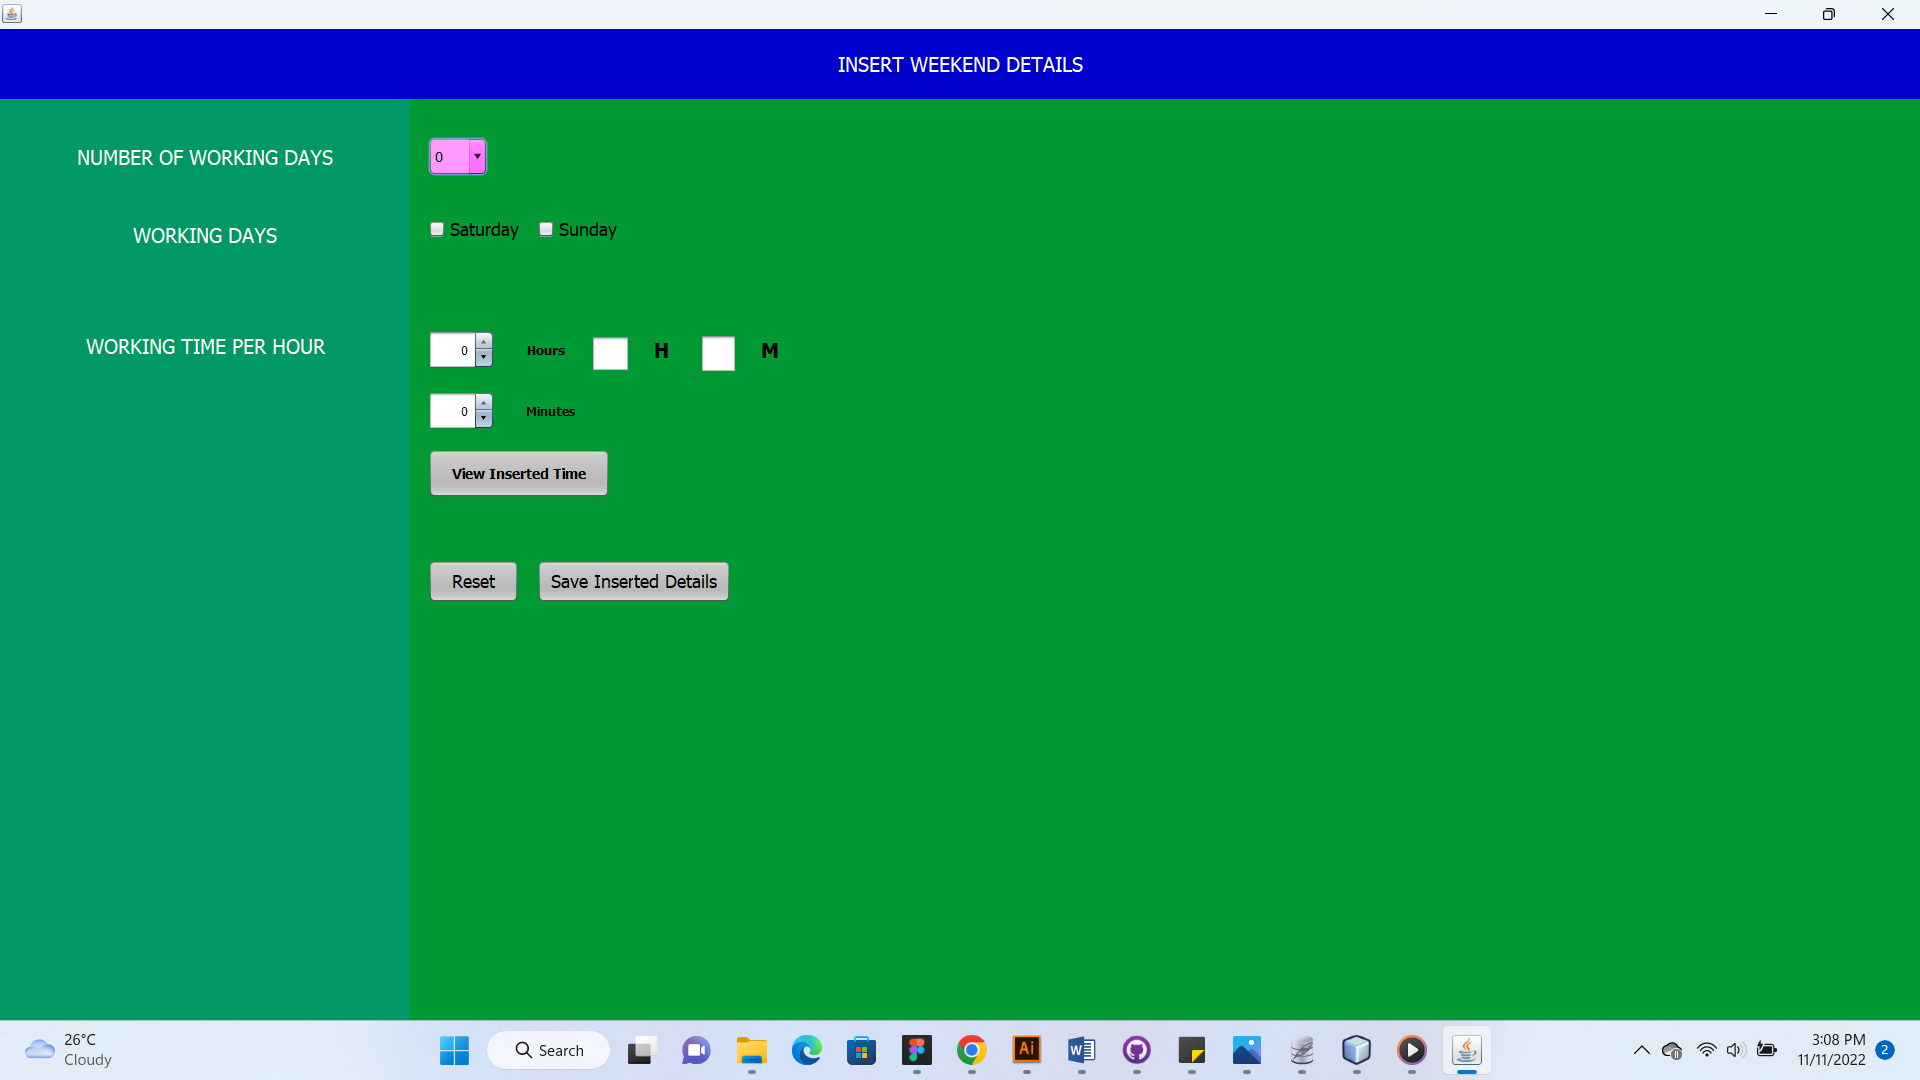 INSERT WEEKEND DETAILS
NUMBER OF WORKING DAYS
0
WORKING DAYS
Saturday
Sunday
WORKING TIME PER HOUR
0
Hours
H
M
0
Minutes
View Inserted Time
Reset
Save Inserted Details
26°C
Cloudy
Search
Ai
W
3:08 PM
11/11/2022
2